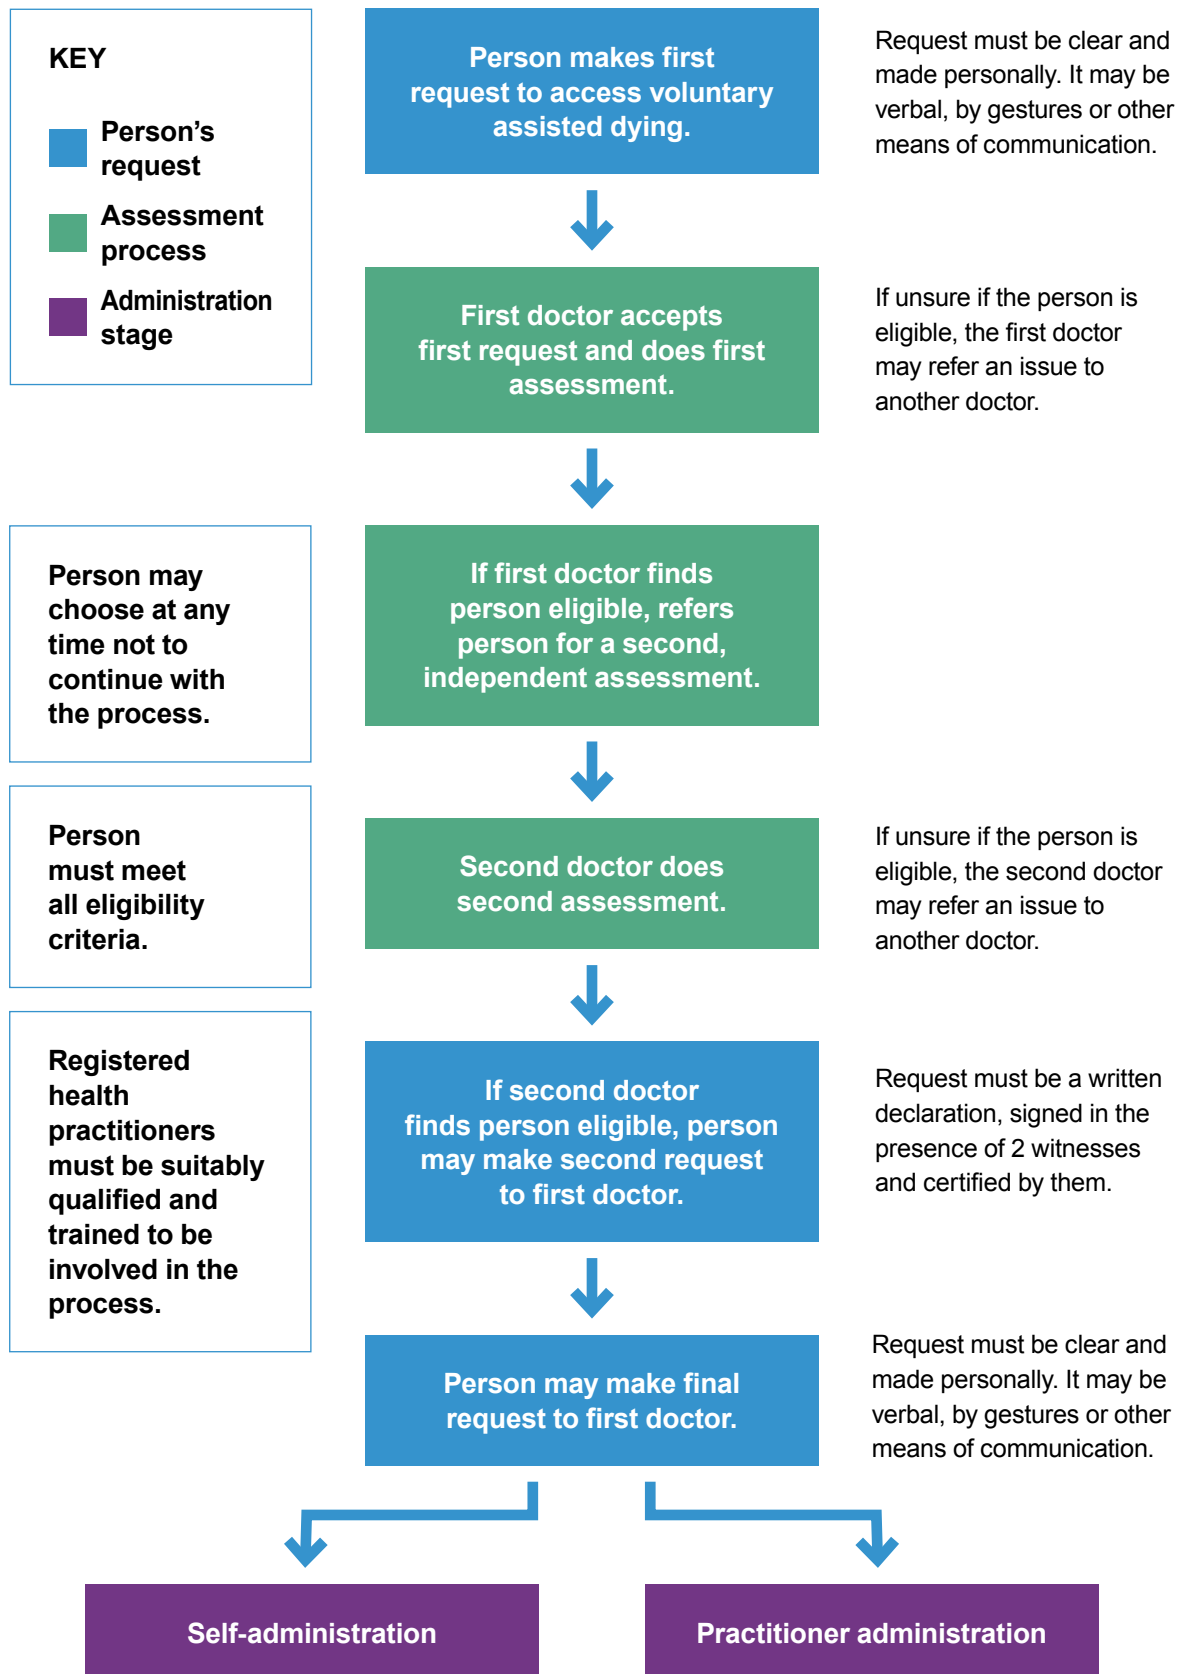 KEY
Person’s
request
Assessment
process
Administration
stage
Person makes first
request to access voluntary
assisted dying.
Request must be clear and
made personally. It may be
verbal, by gestures or other
means of communication.
First doctor accepts
first request and does first
assessment.
If unsure if the person is
eligible, the first doctor
may refer an issue to
another doctor.
Person may
choose at any
time not to
continue with
the process.
If first doctor finds
person eligible, refers
person for a second,
independent assessment.
Person
must meet
all eligibility
criteria.
Second doctor does
second assessment.
If unsure if the person is
eligible, the second doctor
may refer an issue to
another doctor.
Registered
health
practitioners
must be suitably
qualified and
trained to be
involved in the
process.
If second doctor
finds person eligible, person
may make second request
to first doctor.
Request must be a written
declaration, signed in the
presence of 2 witnesses
and certified by them.
Person may make final
request to first doctor.
Request must be clear and
made personally. It may be
verbal, by gestures or other
means of communication.
Self-administration
Practitioner administration